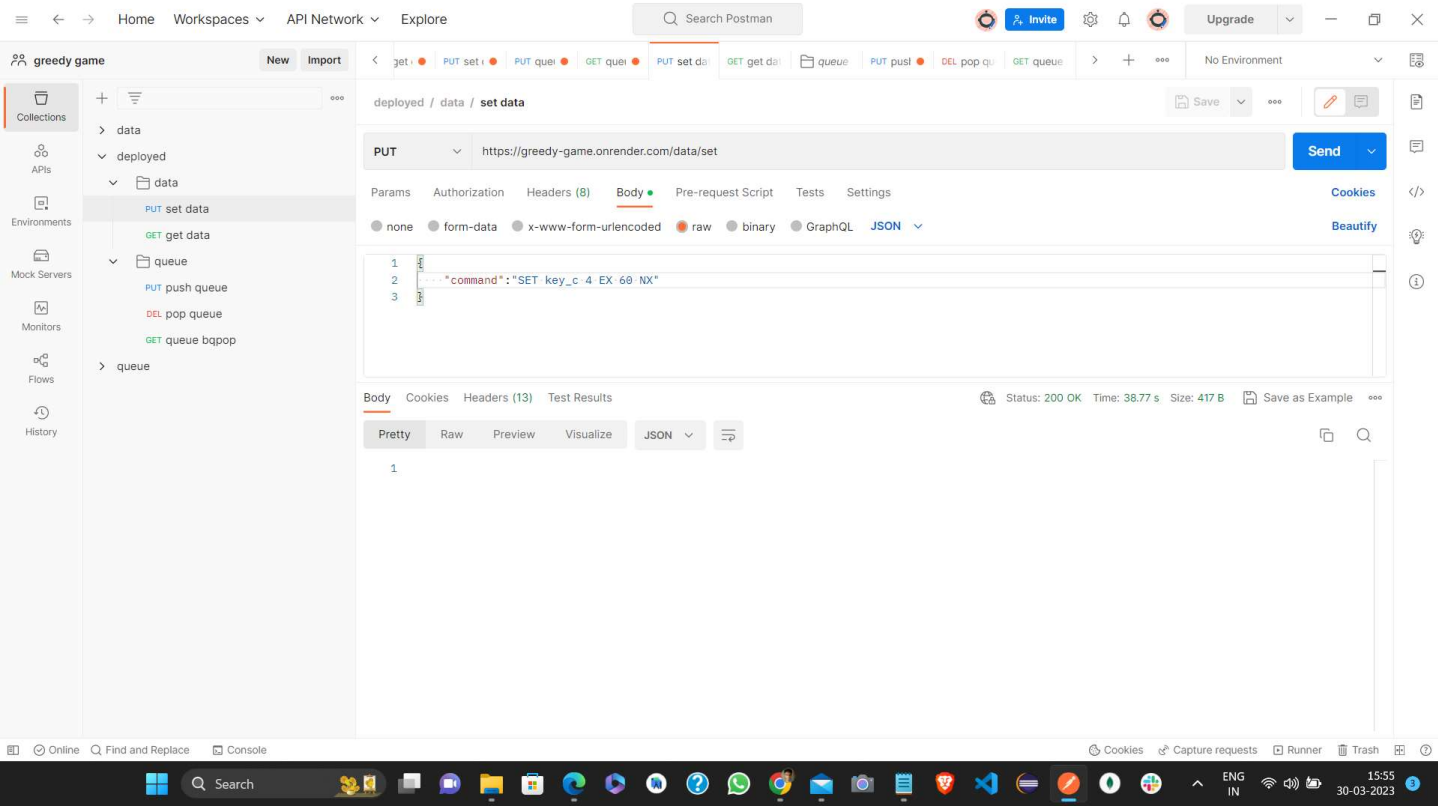 Home Workspaces API Network Explore Search Postman Invite Upgrade
greedy game New Import get PUT set PUT GET PUT set GET get queue PUT DEL pop GET queue No Environment
Collections
APIs
Environments
Mock Servers
Monitors
Flows
History
data
deployed
data
PUT set data
GET get data
queue
PUT push queue
DEL pop queue
GET queue bqpop
queue
deployed / data / set data Save
PUT https://greedy-game.onrender.com/data/set Send
Params Authorization Headers (8) Body Pre-request Script Tests Settings Cookies
none form-data x-www-form-urlencoded raw binary GraphQL JSON Beautify
1 {
2 "command":"SET key_c 4 EX 60 NX"
3 }
Body Cookies Headers (13) Test Results Status: 200 OK Time: 38.77 s Size: 417 B Save as Example
Pretty Raw Preview Visualize JSON
1
Online Find and Replace Console Cookies Capture requests Runner Trash
Search ENG 15:55
IN 30-03-2023 3